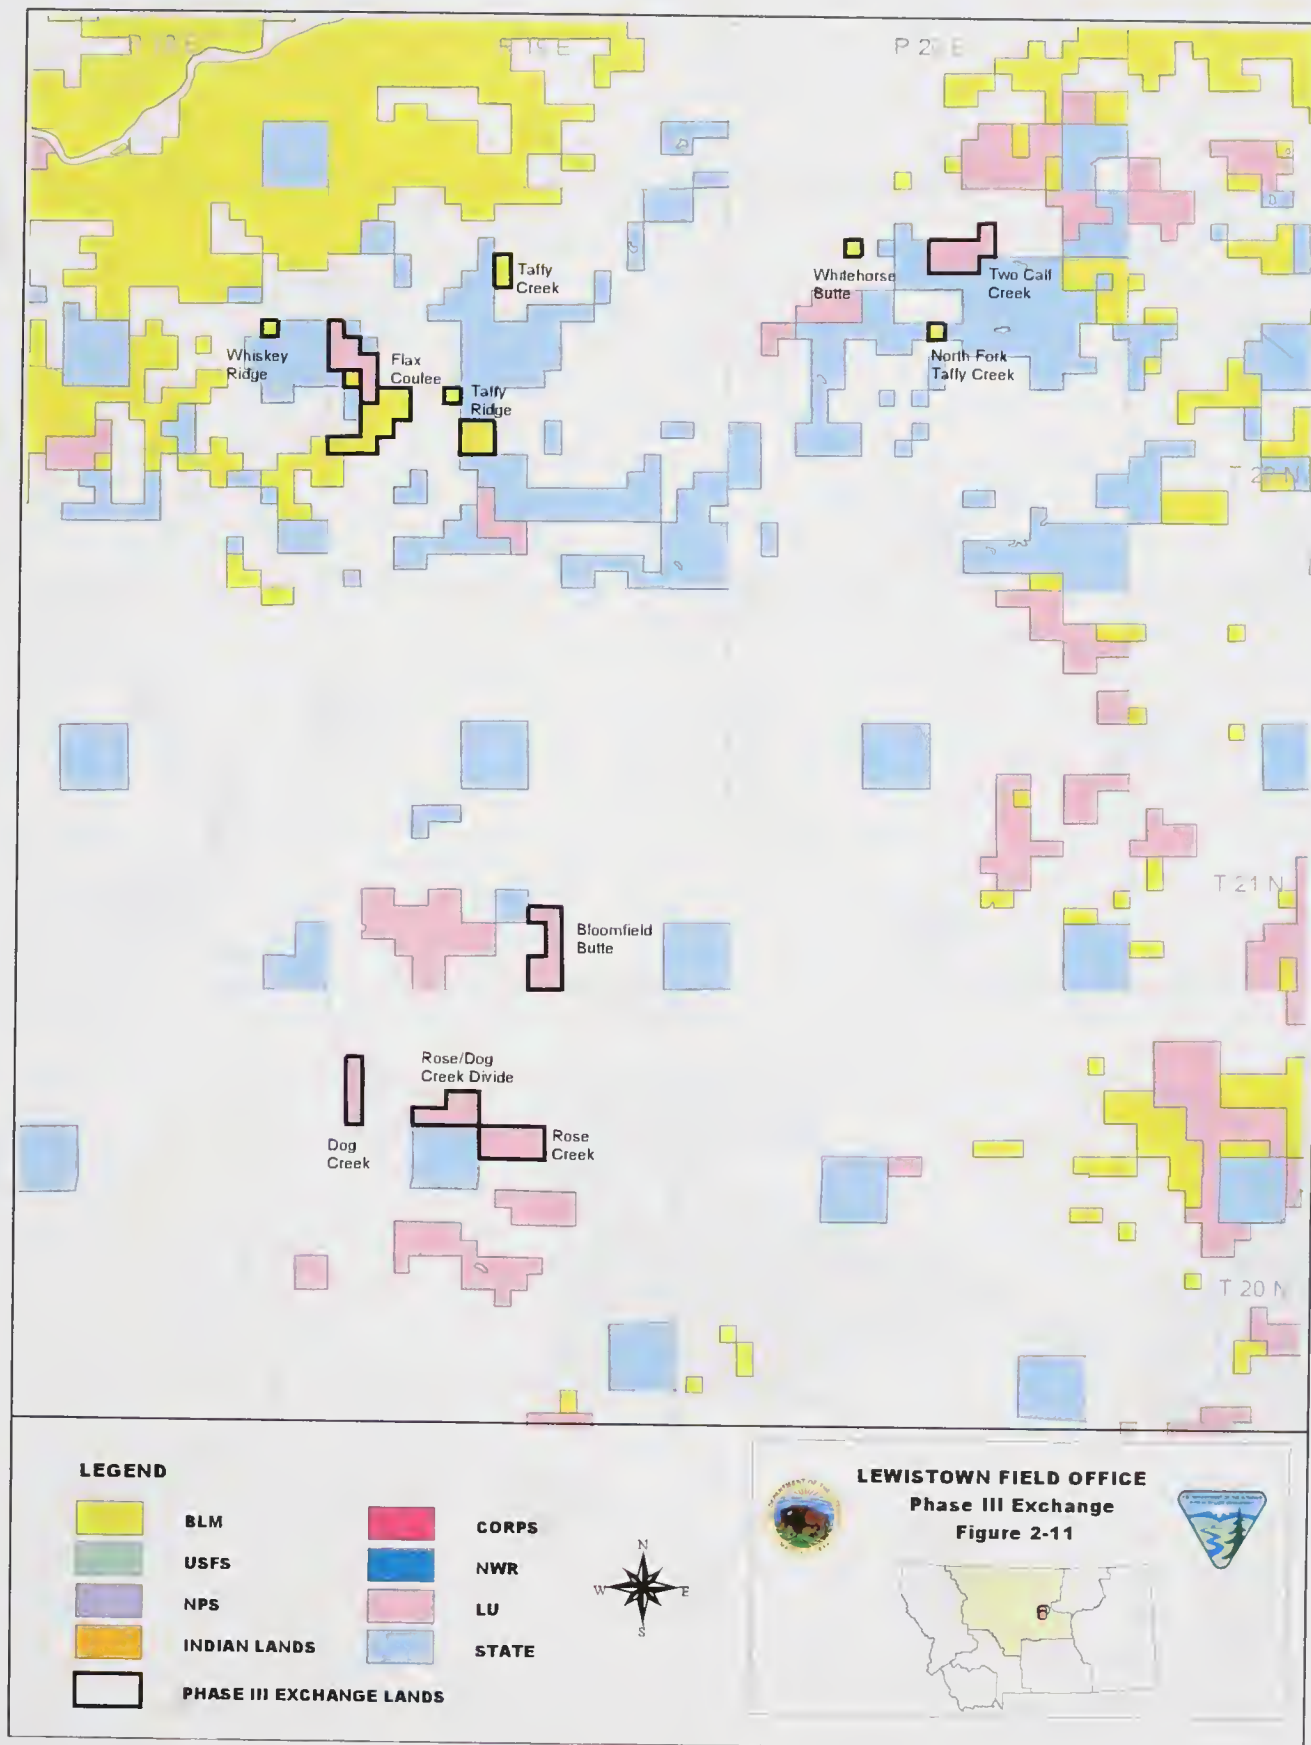 R 19 E
Taffy
Creek
Whitehorse
Butte
Two Calf
Creek
Whiskey
Ridge
Flax
Coulee
Taffy
Ridge
North Fork
Taffy Creek
T 21 N
Bloomfield
Butte
Rose/Dog
Creek Divide
Dog
Creek
Rose
Creek
T 20 N
LEGEND
BLM
USFS
NPS
INDIAN LANDS
PHASE III EXCHANGE LANDS
CORPS
NWR
LU
STATE
N
W
E
S
LEWISTOWN FIELD OFFICE
Phase III Exchange
Figure 2-11